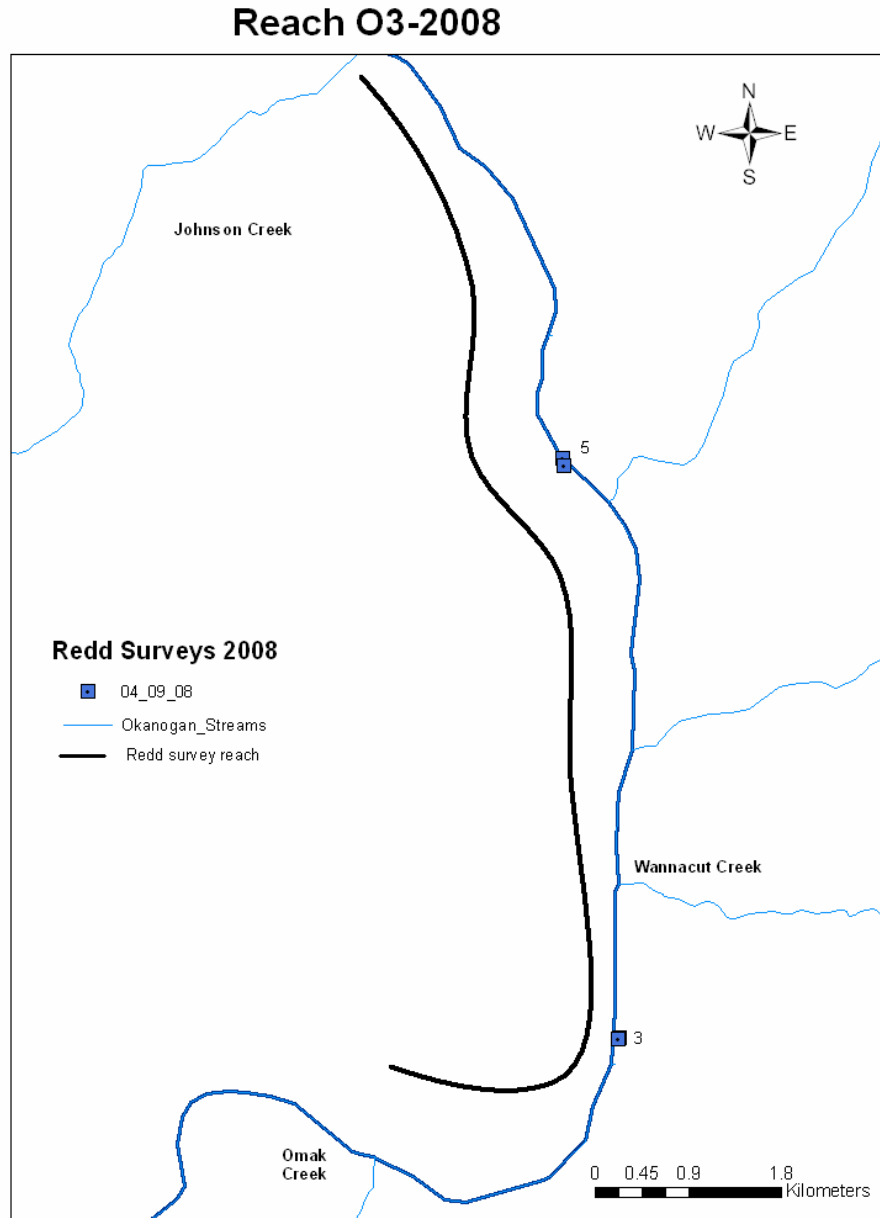 Reach O3-2008
N
W E
S
Johnson Creek
5
Redd Surveys 2008
04_09_08
Okanogan_Streams
Redd survey reach
Wannacut Creek
3
Omak
Creek
0 0.45 0.9 1.8
Kilometers